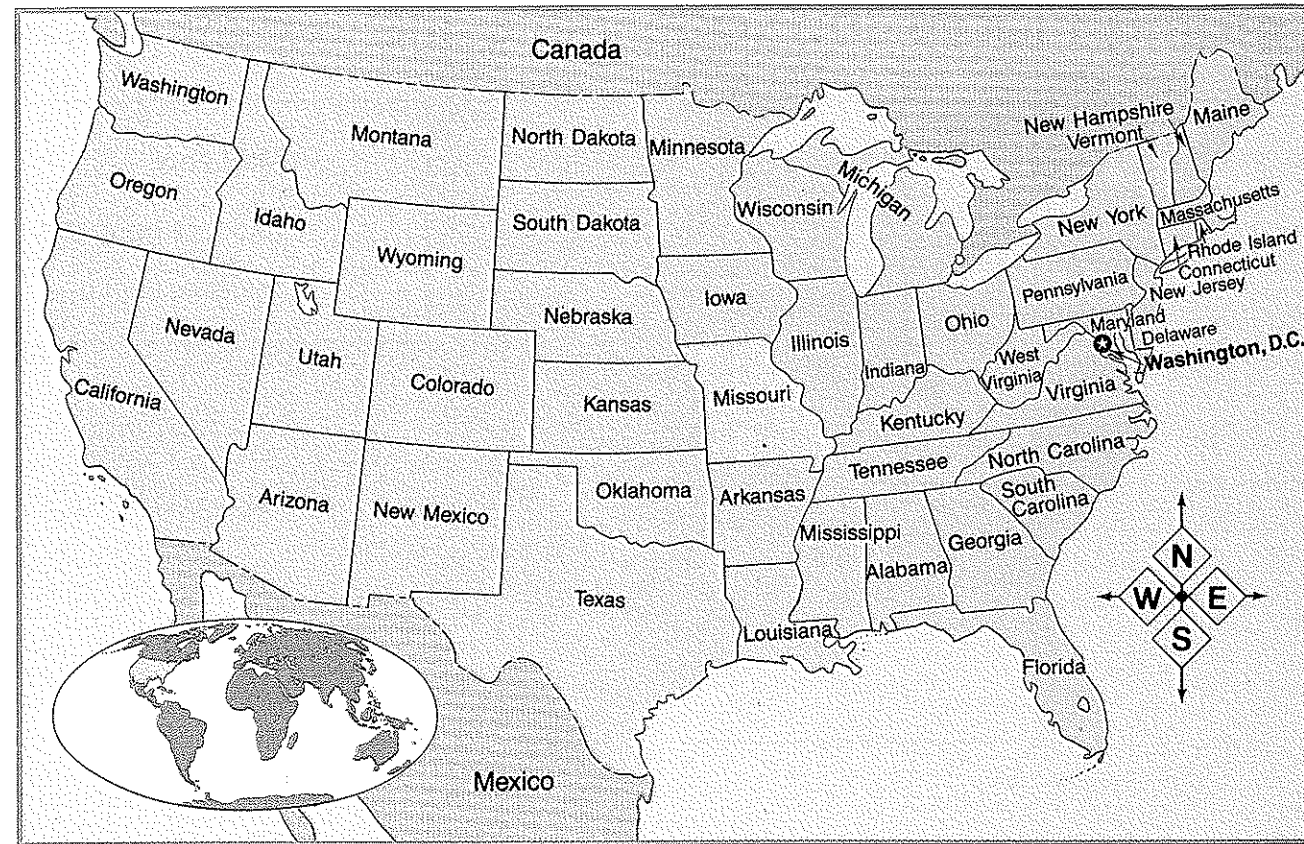 Canada
Washington
Montana
North Dakota
Minnesota
New Hampshire
Vermont
Maine
Oregon
Idaho
South Dakota
Wisconsin
Michigan
New York
Massachusetts
Rhode Island
Connecticut
Wyoming
Nebraska
Iowa
Pennsylvania
New Jersey
Nevada
Utah
Colorado
Kansas
Missouri
Illinois
Indiana
Ohio
West
Virginia
Maryland
Delaware
Washington, D.C.
Virginia
California
Kentucky
Arizona
New Mexico
Oklahoma
Arkansas
Tennessee
North Carolina
South
Carolina
Texas
Louisiana
Mississippi
Alabama
Georgia
Florida
Mexico
N
W E
S